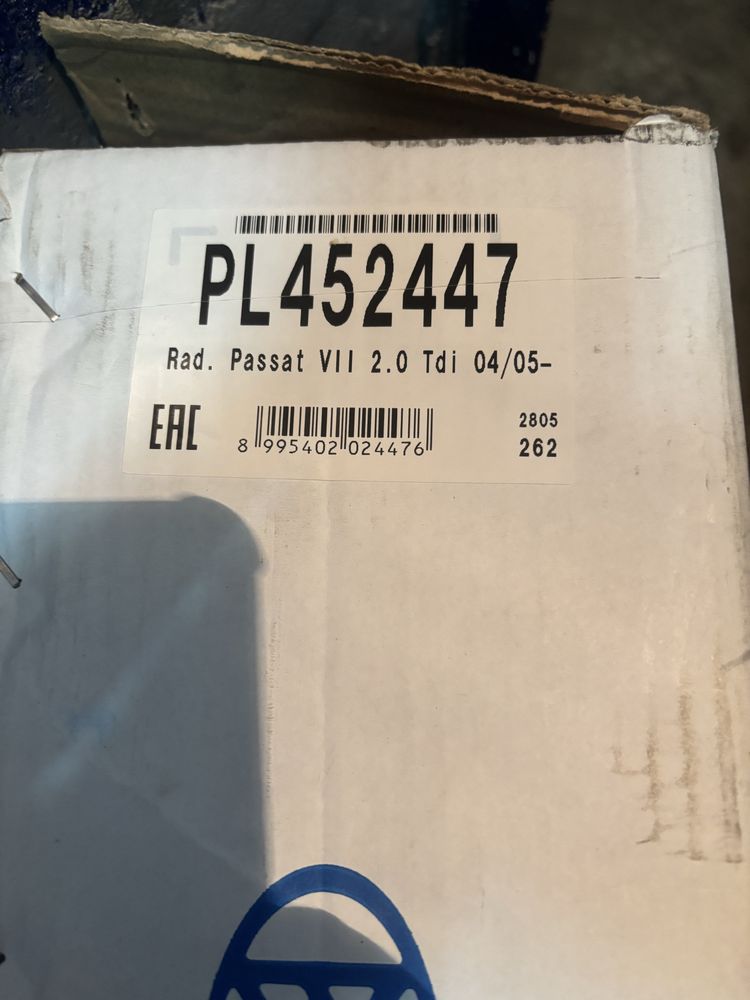 PL452447
Rad. Passat VII 2.0 Tdi 04/05-
EAC
8 995402 024476
2805
262